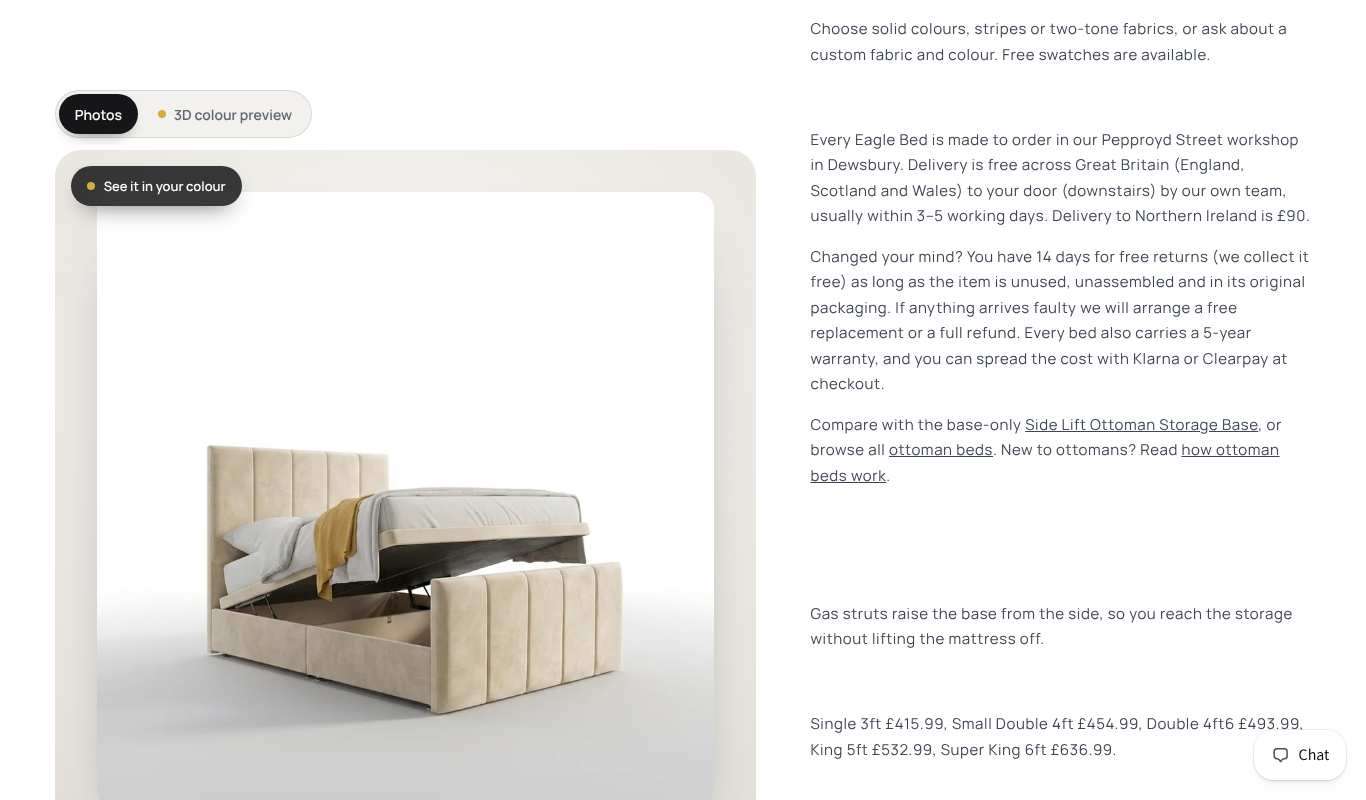 Photos
3D colour preview
See it in your colour
Choose solid colours, stripes or two-tone fabrics, or ask about a
custom fabric and colour. Free swatches are available.
Every Eagle Bed is made to order in our Pepproyd Street workshop
in Dewsbury. Delivery is free across Great Britain (England,
Scotland and Wales) to your door (downstairs) by our own team,
usually within 3–5 working days. Delivery to Northern Ireland is £90.
Changed your mind? You have 14 days for free returns (we collect it
free) as long as the item is unused, unassembled and in its original
packaging. If anything arrives faulty we will arrange a free
replacement or a full refund. Every bed also carries a 5-year
warranty, and you can spread the cost with Klarna or Clearpay at
checkout.
Compare with the base-only Side Lift Ottoman Storage Base, or
browse all ottoman beds. New to ottomans? Read how ottoman
beds work.
Gas struts raise the base from the side, so you reach the storage
without lifting the mattress off.
Single 3ft £415.99, Small Double 4ft £454.99, Double 4ft6 £493.99,
King 5ft £532.99, Super King 6ft £636.99.
Chat